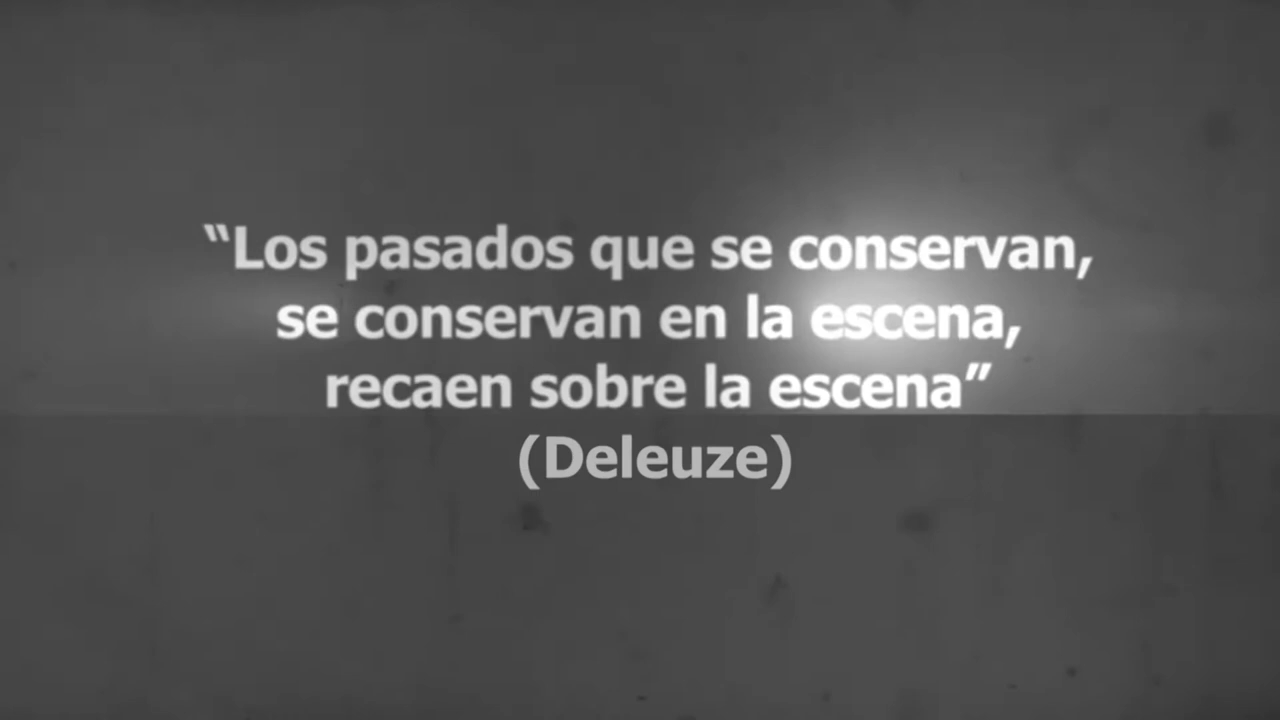 “Los pasados que se conservan,
se conservan en la escena,
recaen sobre la escena”
(Deleuze)